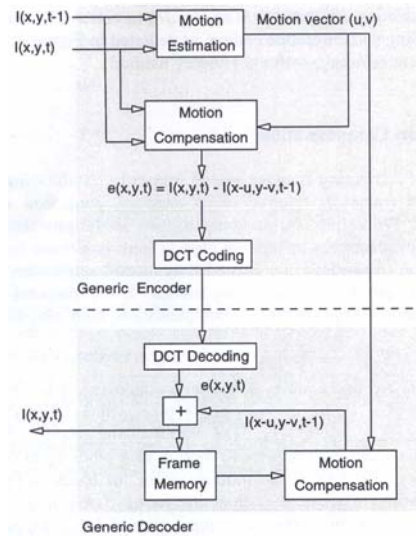 I(x,y,t-1)
Motion
Estimation
Motion vector (u,v)
I(x,y,t)
Motion
Compensation
e(x,y,t) = I(x,y,t) - I(x-u,y-v,t-1)
DCT Coding
Generic Encoder
DCT Decoding
e(x,y,t)
I(x,y,t)
+
I(x-u,y-v,t-1)
Frame
Memory
Motion
Compensation
Generic Decoder